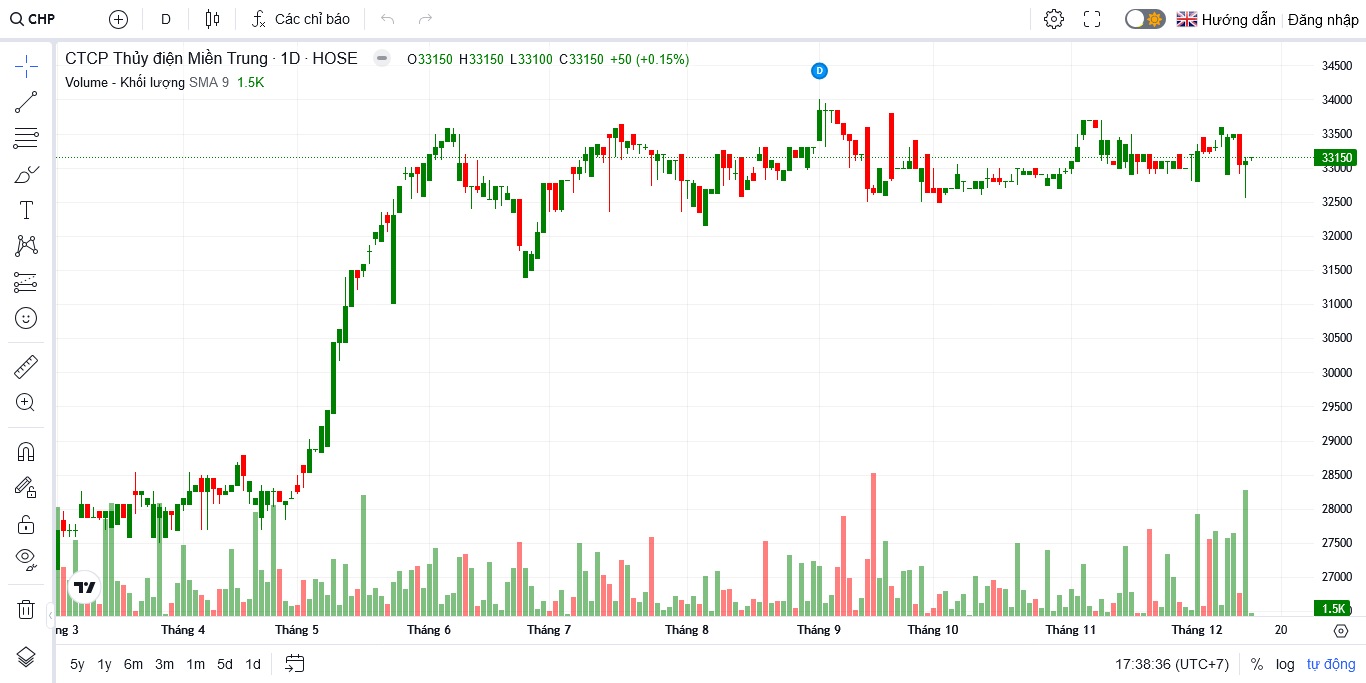 CHP D Các chỉ báo Hướng dẫn Đăng nhập
CTCP Thủy điện Miền Trung · 1D · HOSE O33150 H33150 L33100 C33150 +50 (+0.15%)
Volume - Khối lượng SMA 9 1.5K
D
34500
34000
33500
33150
33000
32500
32000
31500
31000
30500
30000
29500
29000
28500
28000
27500
27000
1.5K
ng 3 Tháng 4 Tháng 5 Tháng 6 Tháng 7 Tháng 8 Tháng 9 Tháng 10 Tháng 11 Tháng 12 20
5y 1y 6m 3m 1m 5d 1d 17:38:36 (UTC+7) % log tự động